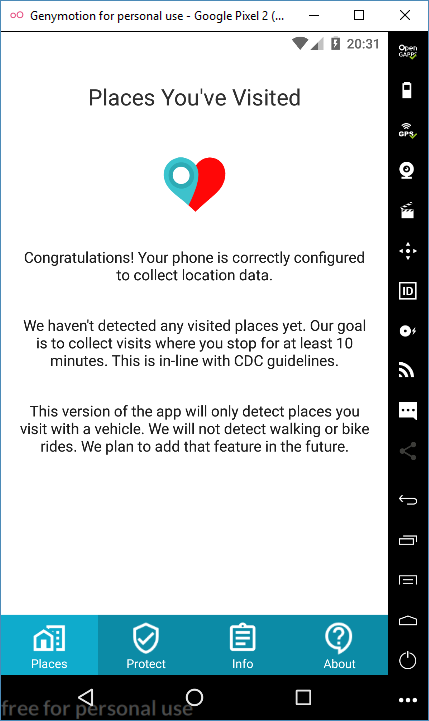 Genymotion for personal use - Google Pixel 2 (...
20:31
Open
GAPPS
Places You've Visited
GPS
Congratulations! Your phone is correctly configured
to collect location data.
ID
We haven't detected any visited places yet. Our goal
is to collect visits where you stop for at least 10
minutes. This is in-line with CDC guidelines.
This version of the app will only detect places you
visit with a vehicle. We will not detect walking or bike
rides. We plan to add that feature in the future.
Places
Protect
Info
About
free for personal use